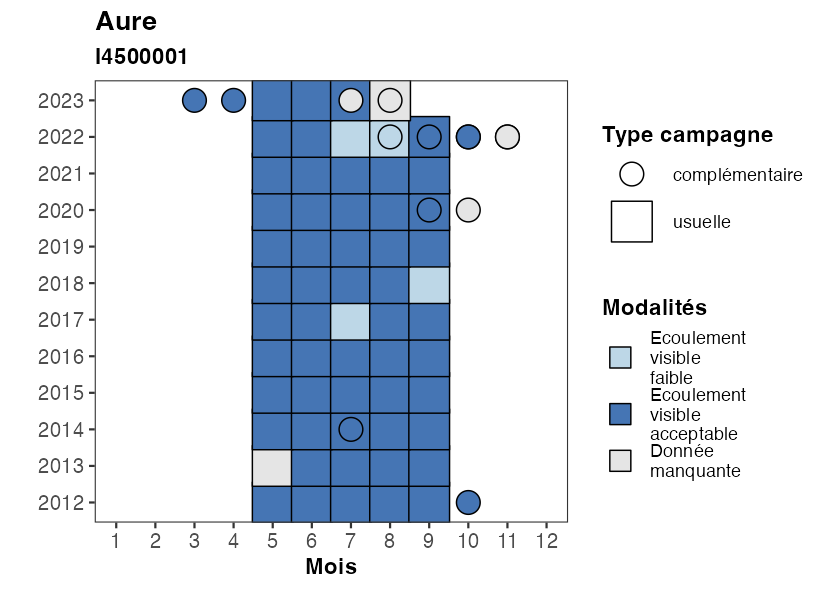 Aure
I4500001
2023
2022
2021
2020
2019
2018
2017
2016
2015
2014
2013
2012
1 2 3 4 5 6 7 8 9 10 11 12
Mois
Type campagne
complémentaire
usuelle
Modalités
Ecoulement
visible
faible
Ecoulement
visible
acceptable
Donnée
manquante